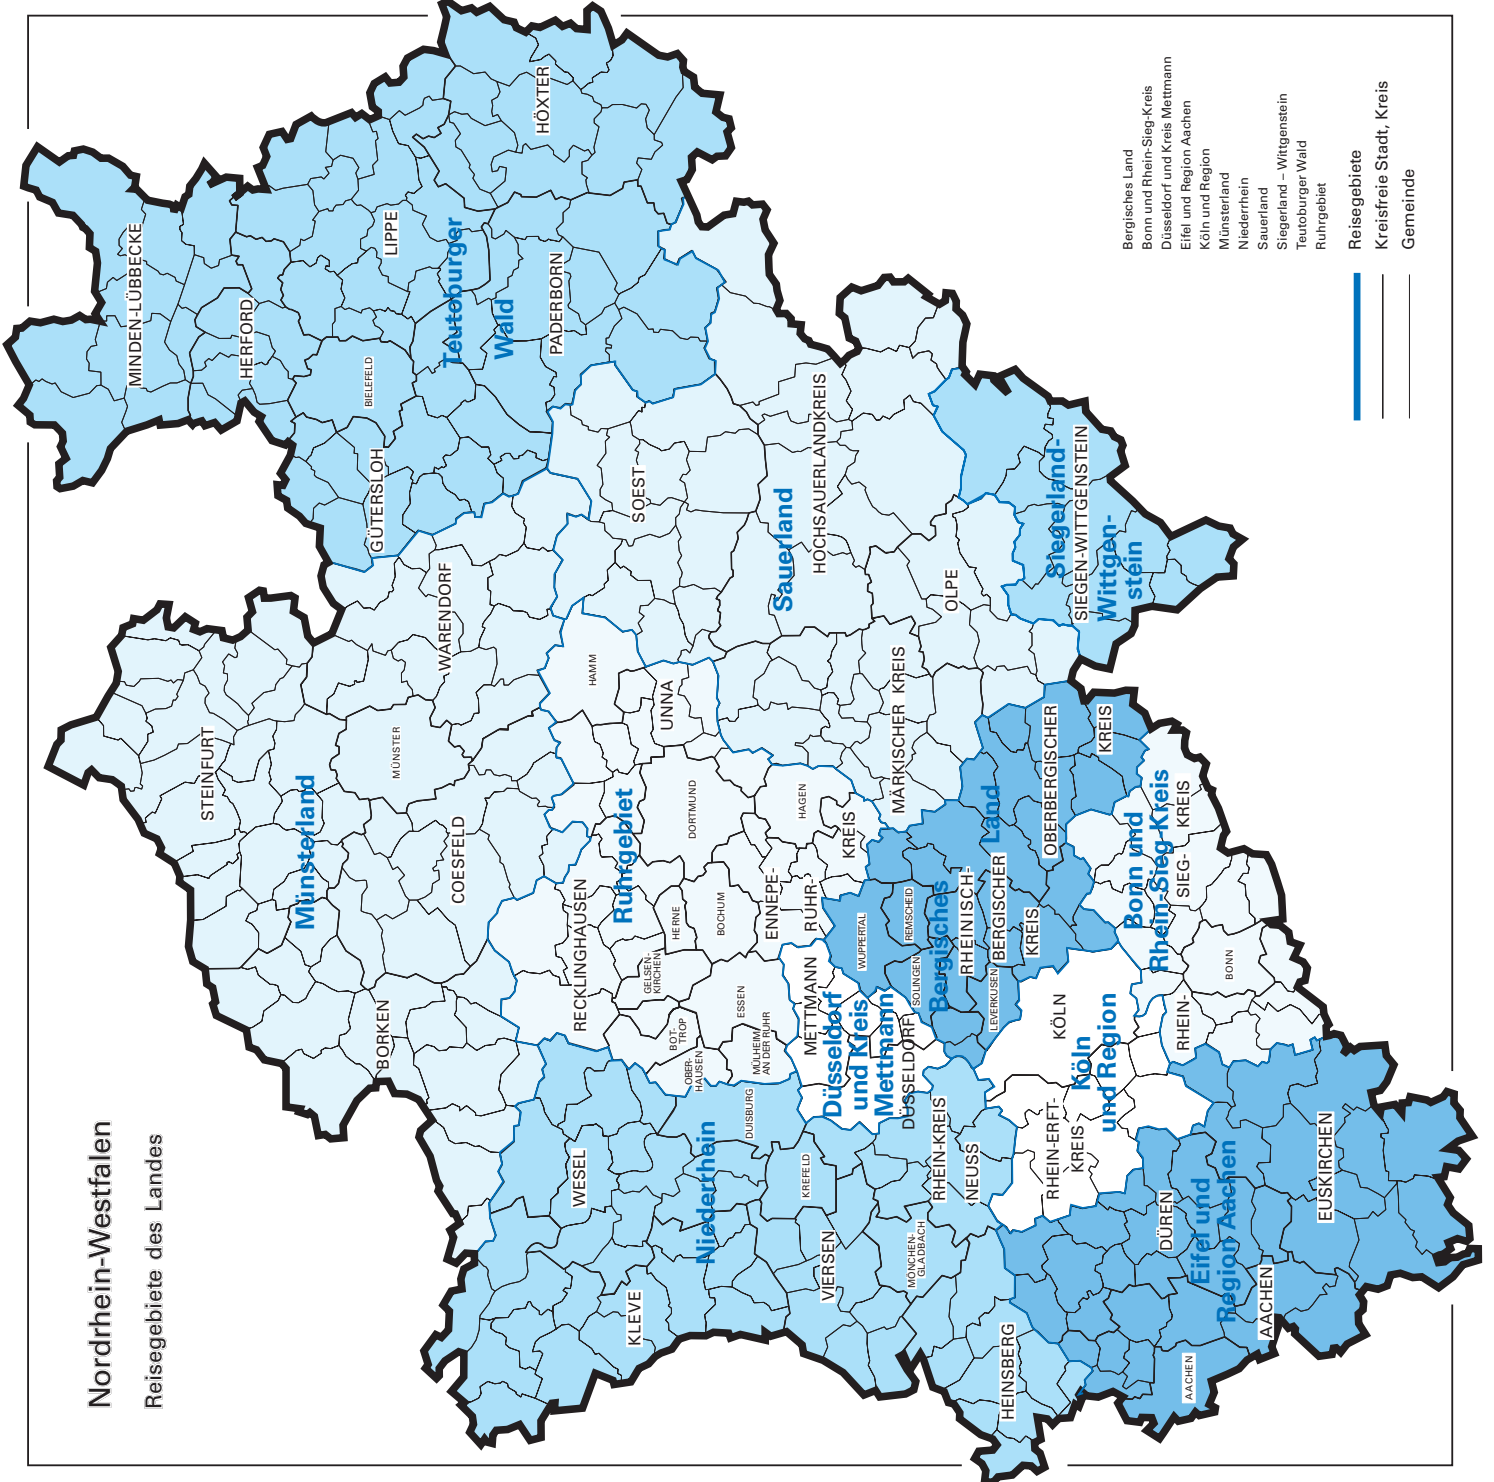 Nordrhein-Westfalen
Reisegebiete des Landes
KLEVE
WESEL
BORKEN
COESFELD
STEINFURT
Münsterland
MÜNSTER
WARENDORF
GÜTERSLOH
BIELEFELD
HERFORD
MINDEN-LÜBBECKE
LIPPE
HÖXTER
Teutoburger
Wald
PADERBORN
Niederrhein
DUISBURG
KREFELD
VIERSEN
MÖNCHEN-
GLADBACH
RHEIN-KREIS
NEUSS
HEINSBERG
RECKLINGHAUSEN
Ruhrgebiet
BOT-
TROP
OBER-
HAUSEN
GELSEN-
KIRCHEN
HERNE
BOCHUM
ESSEN
MÜLHEIM/
AN DER RUHR
DORTMUND
HAMM
UNNA
HAGEN
ENNEPE-
RUHR-
KREIS
SOEST
Sauerland
HOCHSAUERLANDKREIS
MÄRKISCHER KREIS
OLPE
Siegerland-
SIEGEN-WITTGENSTEIN
Wittgen-
stein
METTMANN
Düsseldorf
und Kreis
Mettmann
DÜSSELDORF
WUPPERTAL
REMSCHEID
SOLINGEN
Bergisches
Land
RHEINISCH-
BERGISCHER
KREIS
LEVERKUSEN
OBERBERGISCHER
KREIS
KÖLN
Köln
und Region
RHEIN-ERFT-
KREIS
Bonn und
Rhein-Sieg-Kreis
RHEIN-
SIEG-
KREIS
BONN
DÜREN
Eifel und
Region Aachen
AACHEN
AACHEN
EUSKIRCHEN
Bergisches Land
Bonn und Rhein-Sieg-Kreis
Düsseldorf und Kreis Mettmann
Eifel und Region Aachen
Köln und Region
Münsterland
Niederrhein
Sauerland
Siegerland – Wittgenstein
Teutoburger Wald
Ruhrgebiet
Reisegebiete
Kreisfreie Stadt, Kreis
Gemeinde